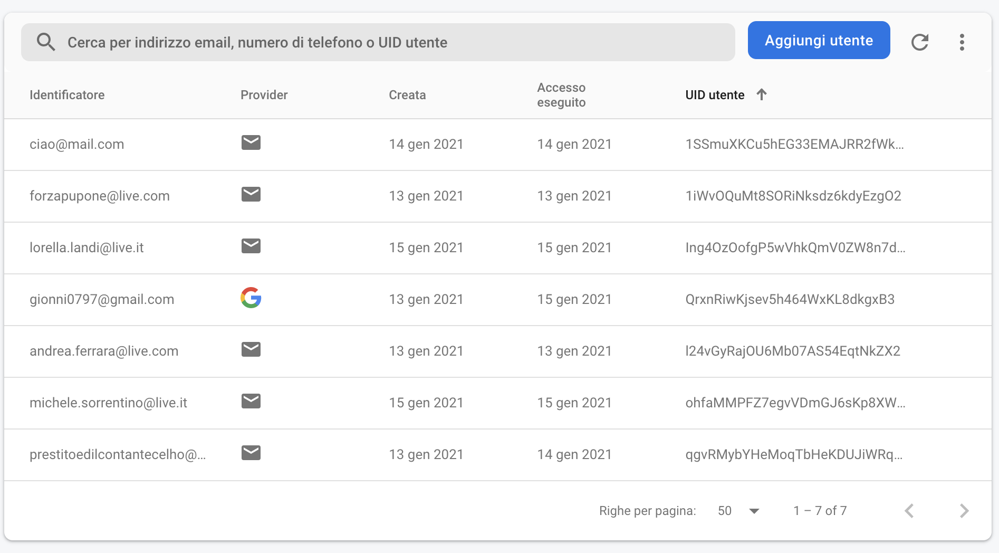 Cerca per indirizzo email, numero di telefono o UID utente
Aggiungi utente
Identificatore Provider Creata Accesso eseguito UID utente
ciao@mail.com 14 gen 2021 14 gen 2021 1SSmuXKCu5hEG33EMAJRR2fWk...
forzapupone@live.com 13 gen 2021 13 gen 2021 1iWvOQuMt8SORiNksdz6kdyEzgO2
lorella.landi@live.it 15 gen 2021 15 gen 2021 Ing4OzOofgP5wVhkQmV0ZW8n7d...
gionni0797@gmail.com 13 gen 2021 15 gen 2021 QrxnRiwKjsev5h464WxKL8dkgxB3
andrea.ferrara@live.com 13 gen 2021 13 gen 2021 l24vGyRajOU6Mb07AS54EqtNkZX2
michele.sorrentino@live.it 15 gen 2021 15 gen 2021 ohfaMMPFZ7egvVDmGJ6sKp8XW...
prestitoedilcontantecelho@... 13 gen 2021 14 gen 2021 qgvRMybYHeMoqTbHeKDUJiWRq...
Righe per pagina: 50 1 – 7 of 7